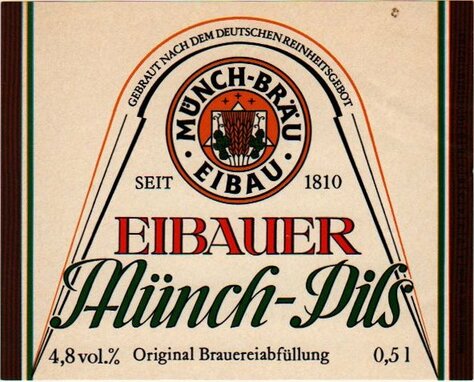 GEBRAUT NACH DEM DEUTSCHEN REINHEITSGEBOT
MÜNCH-BRÄU
· EIBAU ·
SEIT 1810
EIBAUER
Münch-Pils
4,8 vol.% Original Brauereiabfüllung 0,5 l